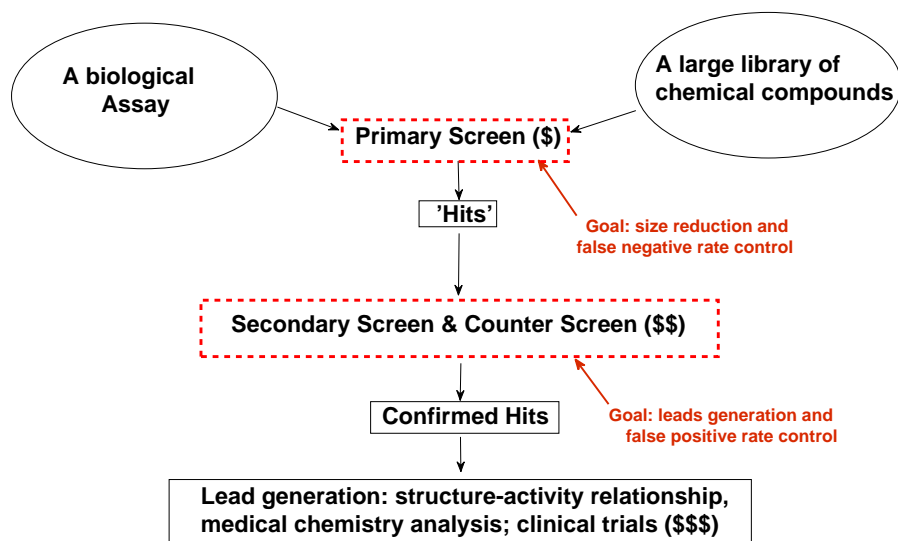 A biological
Assay
A large library of
chemical compounds
Primary Screen ($)
’Hits’
Goal: size reduction and
false negative rate control
Secondary Screen & Counter Screen ($$)
Confirmed Hits
Goal: leads generation and
false positive rate control
Lead generation: structure-activity relationship,
medical chemistry analysis; clinical trials ($$$)